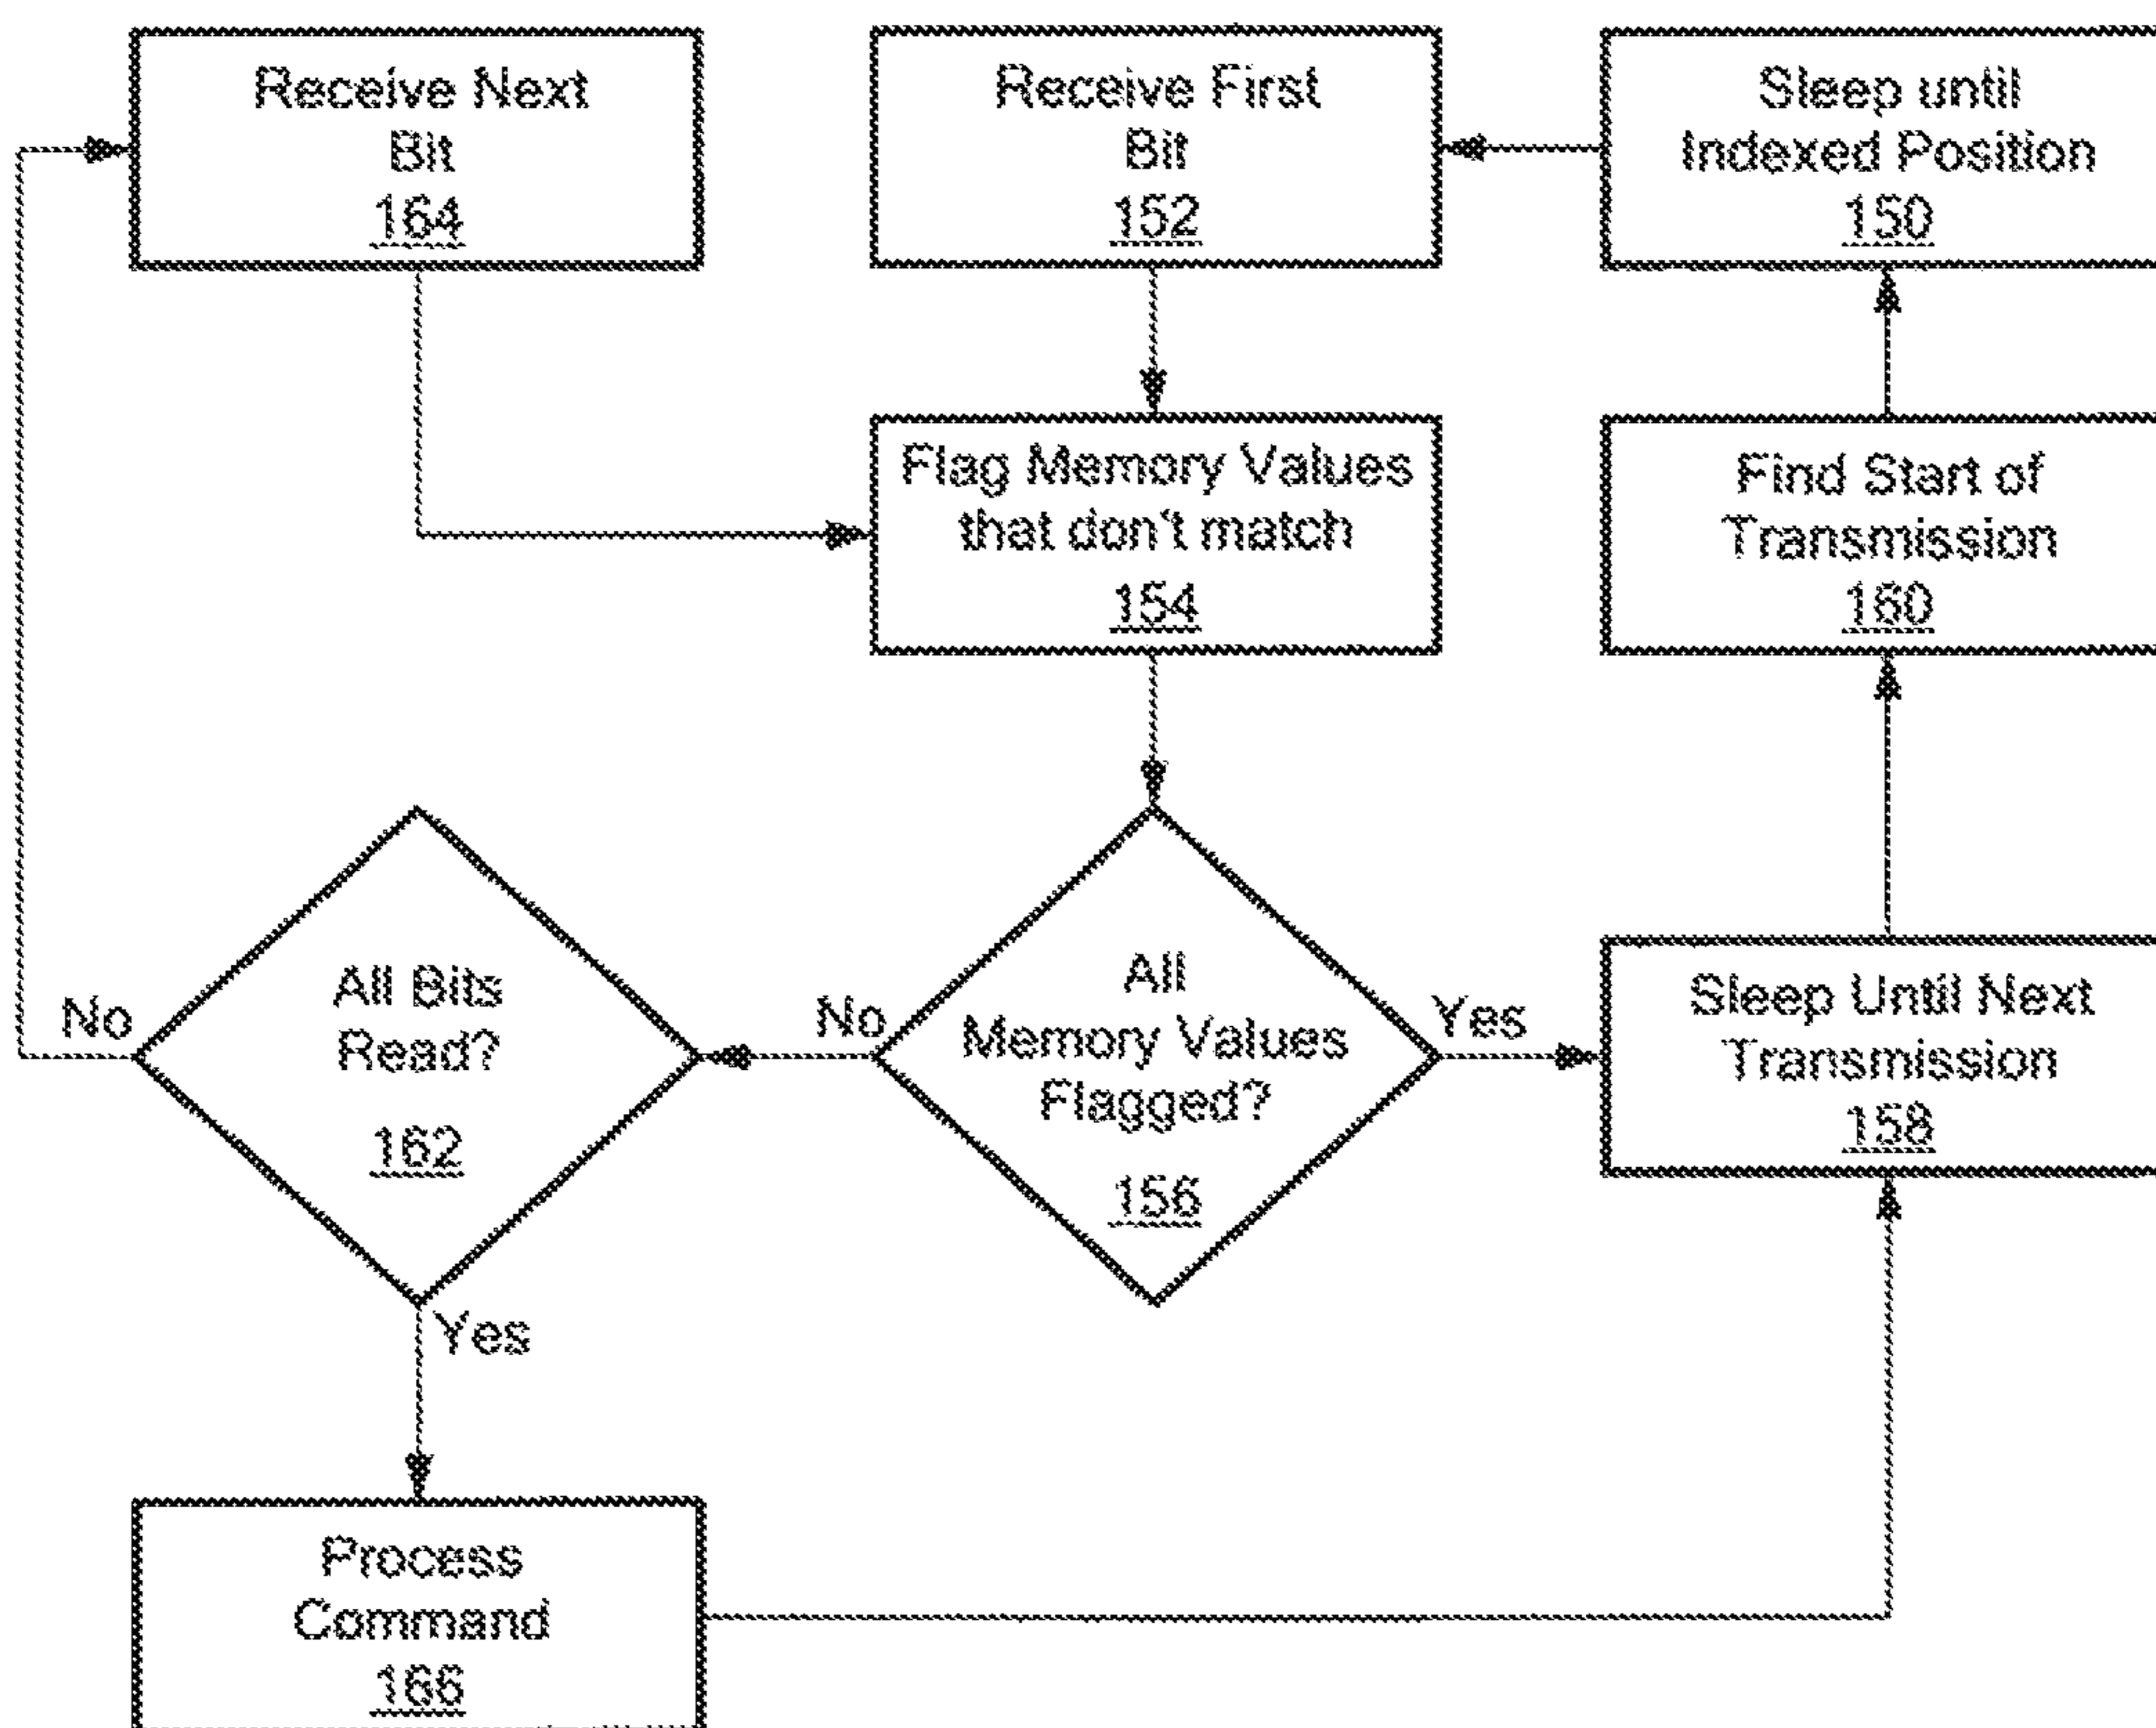 Receive Next
Bit
164
Receive First
Bit
152
Sleep until
Indexed Position
150
Flag Memory Values
that don't match
154
Find Start of
Transmission
160
All Bits
Read?
162
No
Yes
All
Memory Values
Flagged?
156
No
Yes
Sleep Until Next
Transmission
158
Process
Command
166